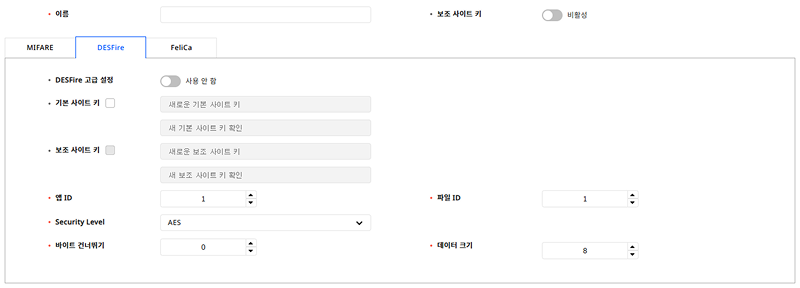 • 이름
• 보조 사이트 키 비활성
MIFARE DESFire FeliCa
• DESFire 고급 설정 사용 안 함
• 기본 사이트 키 새로운 기본 사이트 키
새 기본 사이트 키 확인
• 보조 사이트 키 새로운 보조 사이트 키
새 보조 사이트 키 확인
• 앱 ID 1 • 파일 ID 1
• Security Level AES
• 바이트 건너뛰기 0 • 데이터 크기 8